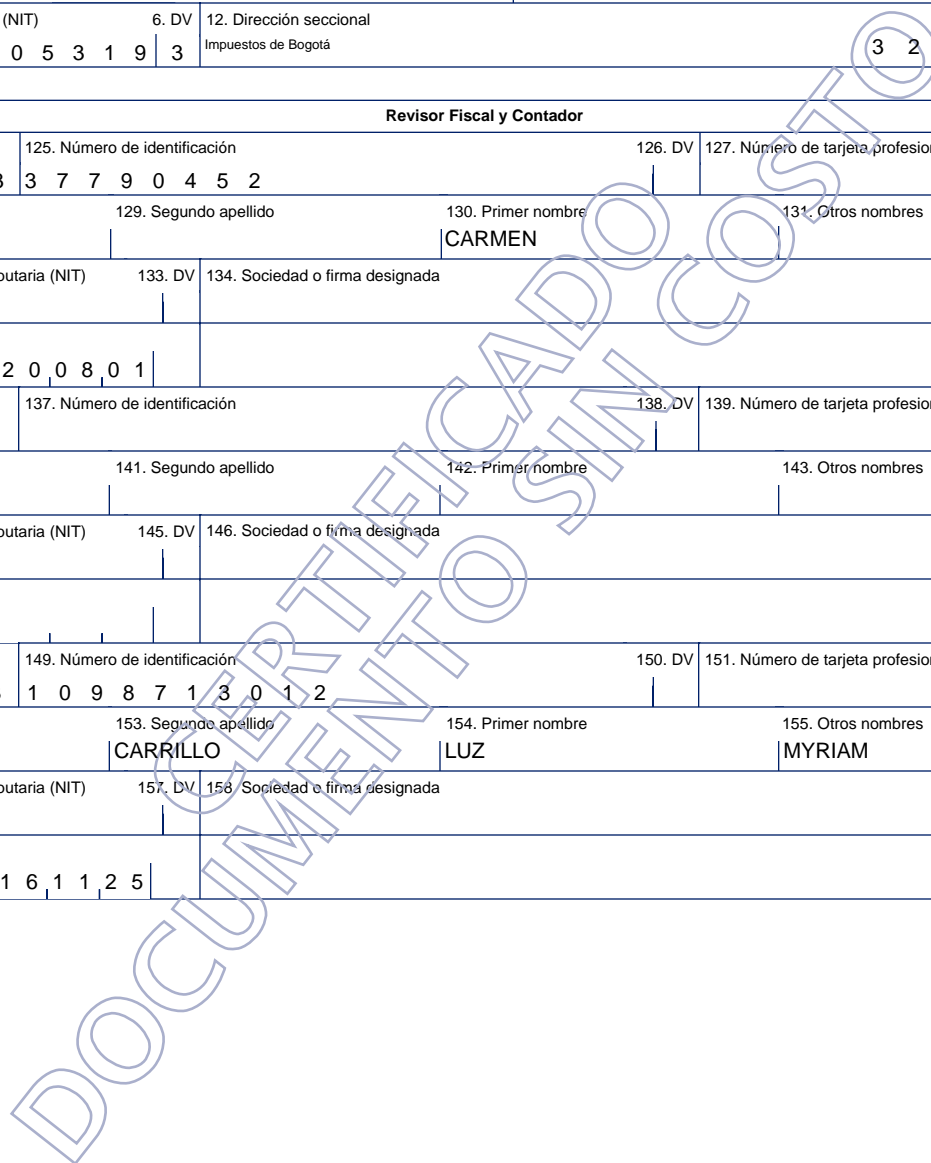 (NIT) 6. DV 12. Dirección seccional
0 5 3 1 9 3 Impuestos de Bogotá 3 2
Revisor Fiscal y Contador
125. Número de identificación 126. DV 127. Número de tarjeta
3 7 7 9 0 4 5 2
129. Segundo apellido 130. Primer nombre 131. Otros nombres
CARMEN
(NIT) 133. DV 134. Sociedad o firma designada
2 0 0 8 0 1
137. Número de identificación 138. DV 139. Número de tarjeta
141. Segundo apellido 142. Primer nombre 143. Otros nombres
(NIT) 145. DV 146. Sociedad o firma designada
149. Número de identificación 150. DV 151. Número de tarjeta
1 0 9 8 7 1 3 0 1 2
153. Segundo apellido 154. Primer nombre 155. Otros nombres
CARRILLO LUZ MYRIAM
(NIT) 157. DV 158. Sociedad o firma designada
1 6 1 1 2 5
CERTIFICADO
DOCUMENTO SIN COSTO